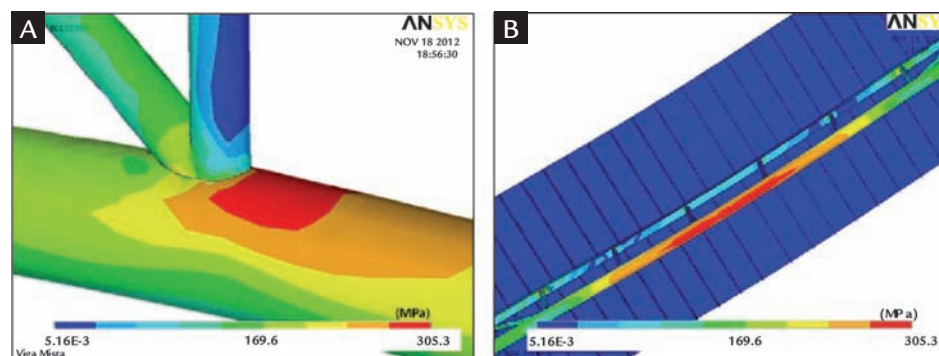 A
ANSYS
NOV 18 2012
18:56:30
(MPa)
5.16E-3 169.6 305.3
Viga Mista
B
ANSY
(MPa)
5.16E-3 169.6 305.3